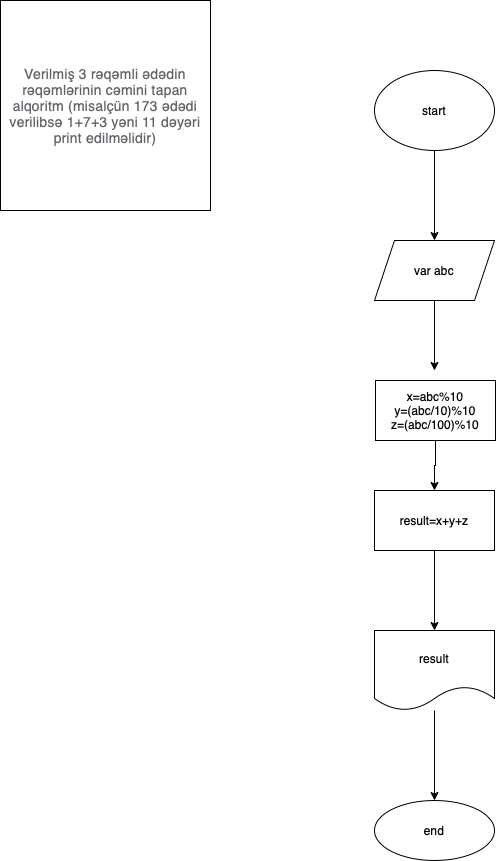 Verilmiş 3 rəqəmli ədədin
rəqəmlərinin cəmini tapan
alqoritm (misalçün 173 ədədi
verilibsə 1+7+3 yəni 11 dəyəri
print edilməlidir)
start
var abc
x=abc%10
y=(abc/10)%10
z=(abc/100)%10
result=x+y+z
result
end